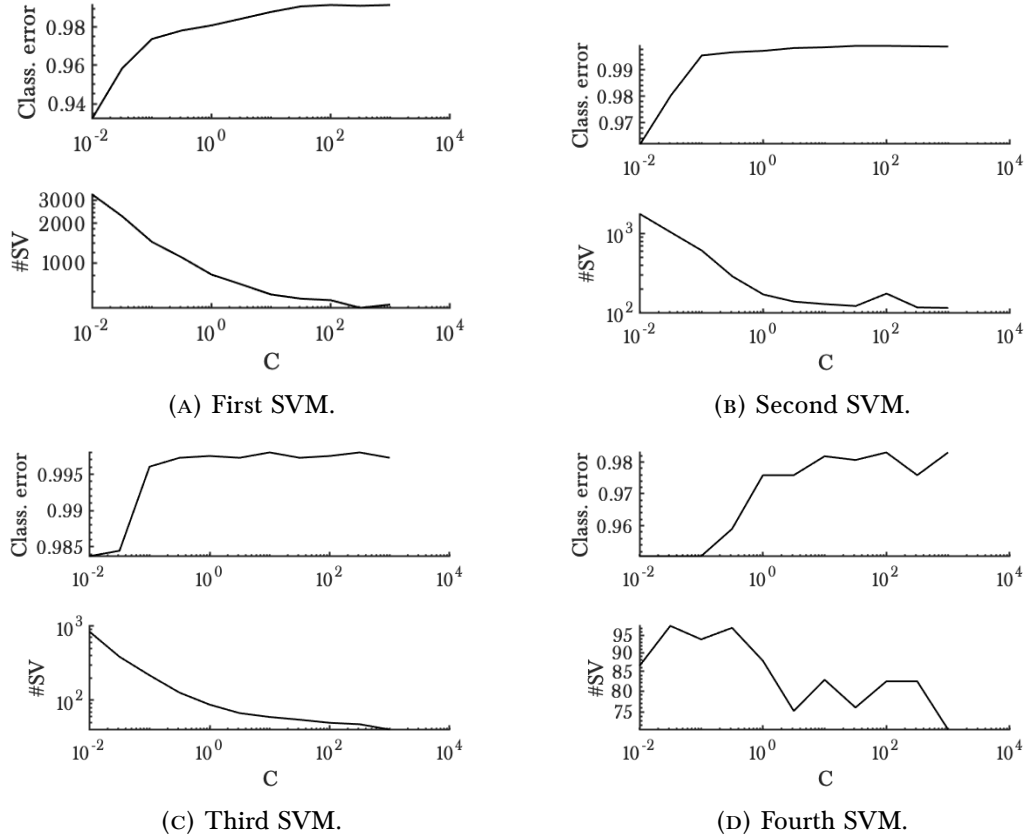 Class. error
0.98
0.96
0.94
10^-2 10^0 10^2 10^4
#SV
3000
2000
1000
10^-2 10^0 10^2 10^4
C
(A) First SVM.
Class. error
0.99
0.98
0.97
10^-2 10^0 10^2 10^4
#SV
10^3
10^2
10^-2 10^0 10^2 10^4
C
(B) Second SVM.
Class. error
0.995
0.99
0.985
10^-2 10^0 10^2 10^4
#SV
10^3
10^2
10^-2 10^0 10^2 10^4
C
(C) Third SVM.
Class. error
0.98
0.97
0.96
10^-2 10^0 10^2 10^4
#SV
95
90
85
80
75
10^-2 10^0 10^2 10^4
C
(D) Fourth SVM.